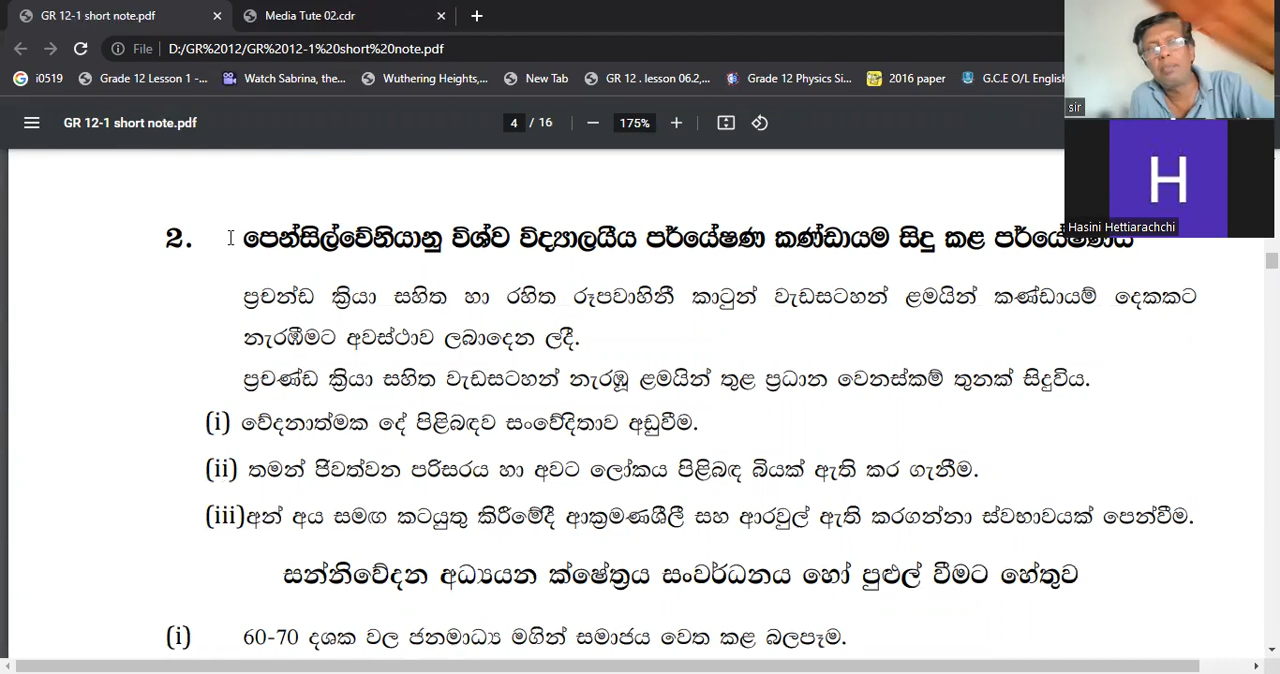 GR 12-1 short note.pdf
Media Tute 02.cdr
File D:/GR%2012/GR%2012-1%20short%20note.pdf
i0519 Grade 12 Lesson 1 -... Watch Sabrina, the... Wuthering Heights,... New Tab GR 12 . lesson 06.2,... Grade 12 Physics Si... 2016 paper G.C.E O/L English
sir
GR 12-1 short note.pdf 4 / 16 175%
H
Hasini Hettiarachchi
2. පෙන්සිල්වේනියානු විශ්ව විද්‍යාලයීය පර්යේෂණ කණ්ඩායම සිදු කළ පර්යේෂණය
ප්‍රචන්ඩ ක්‍රියා සහිත හා රහිත රූපවාහිනී කාටුන් වැඩසටහන් ළමයින් කණ්ඩායම් දෙකකට
නැරඹීමට අවස්ථාව ලබාදෙන ලදී.
ප්‍රචණ්ඩ ක්‍රියා සහිත වැඩසටහන් නැරඹූ ළමයින් තුළ ප්‍රධාන වෙනස්කම් තුනක් සිදුවිය.
(i) වේදනාත්මක දේ පිළිබඳව සංවේදිතාව අඩුවීම.
(ii) තමන් ජීවත්වන පරිසරය හා අවට ලෝකය පිළිබඳ බියක් ඇති කර ගැනීම.
(iii)අන් අය සමඟ කටයුතු කිරීමේදී ආක්‍රමණශීලී සහ ආරවුල් ඇති කරගන්නා ස්වභාවයක් පෙන්වීම.
සන්නිවේදන අධ්‍යයන ක්ෂේත්‍රය සංවර්ධනය හෝ පුළුල් වීමට හේතුව
(i) 60-70 දශක වල ජනමාධ්‍ය මගින් සමාජය වෙත කළ බලපෑම.